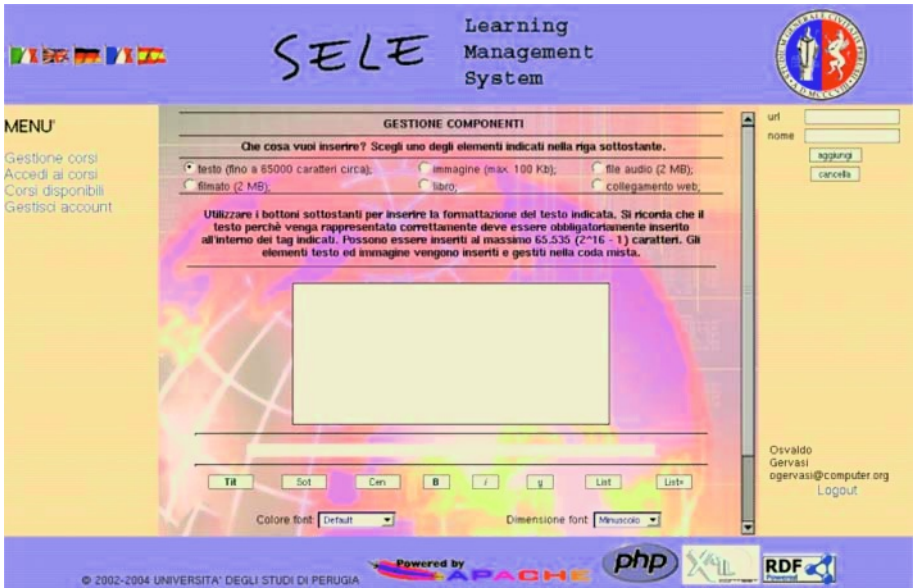 SELE
Learning
Management
System
MENU'
Gestione corsi
Accedi ai corsi
Corsi disponibili
Gestisci account
GESTIONE COMPONENTI
Che cosa vuoi inserire? Scegli uno degli elementi indicati nella riga sottostante.
testo (fino a 65000 caratteri circa); immagine (max. 100 Kb); file audio (2 MB);
filmato (2 MB); libro; collegamento web;
Utilizzare i bottoni sottostanti per inserire la formattazione del testo indicata. Si ricorda che il
testo perchè venga rappresentato correttamente deve essere obbligatoriamente inserito
all'interno dei tag indicati. Possono essere inseriti al massimo 65.535 (2^16 - 1) caratteri. Gli
elementi testo ed immagine vengono inseriti e gestiti nella coda mista.
Tit Sot Cen B i u List List+
Colore font: Default Dimensione font: Minuscolo
url
nome
aggiungi
cancella
Osvaldo
Gervasi
ogervasi@computer.org
Logout
© 2002-2004 UNIVERSITA' DEGLI STUDI DI PERUGIA
Powered by
APACHE
php
XML
RDF
Powered